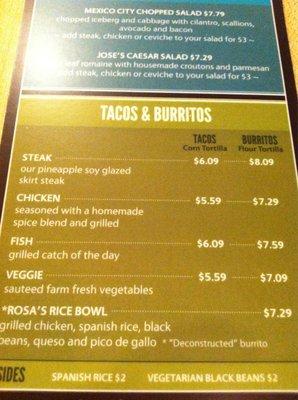 MEXICO CITY CHOPPED SALAD $7.79
chopped iceberg and cabbage with cilantro, scallions,
avocado and bacon
add steak, chicken or ceviche to your salad for $3 ~
JOSE'S CAESAR SALAD $7.29
leaf romaine with housemade croutons and parmesan
add steak, chicken or ceviche to your salad for $3 ~
TACOS & BURRITOS
TACOS BURRITOS
Corn Tortilla Flour Tortilla
STEAK $6.09 $8.09
our pineapple soy glazed
skirt steak
CHICKEN $5.59 $7.29
seasoned with a homemade
spice blend and grilled
FISH $6.09 $7.59
grilled catch of the day
VEGGIE $5.59 $7.09
sauteed farm fresh vegetables
*ROSA'S RICE BOWL $7.29
grilled chicken, spanish rice, black
beans, queso and pico de gallo * "Deconstructed" burrito
SIDES SPANISH RICE $2 VEGETARIAN BLACK BEANS $2